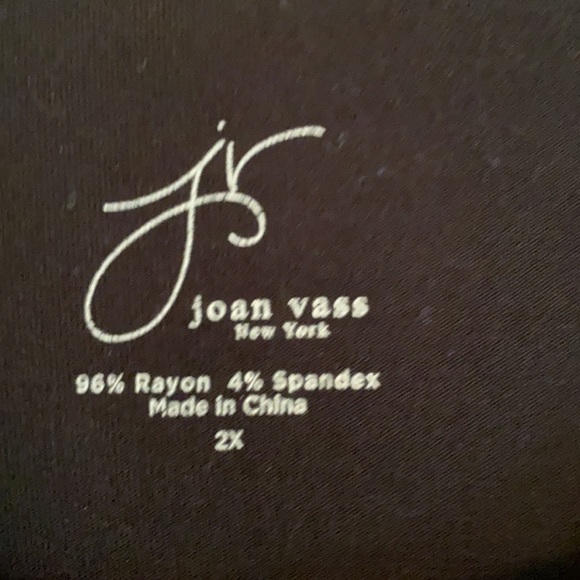 jv
joan vass
New York
96% Rayon 4% Spandex
Made in China
2X